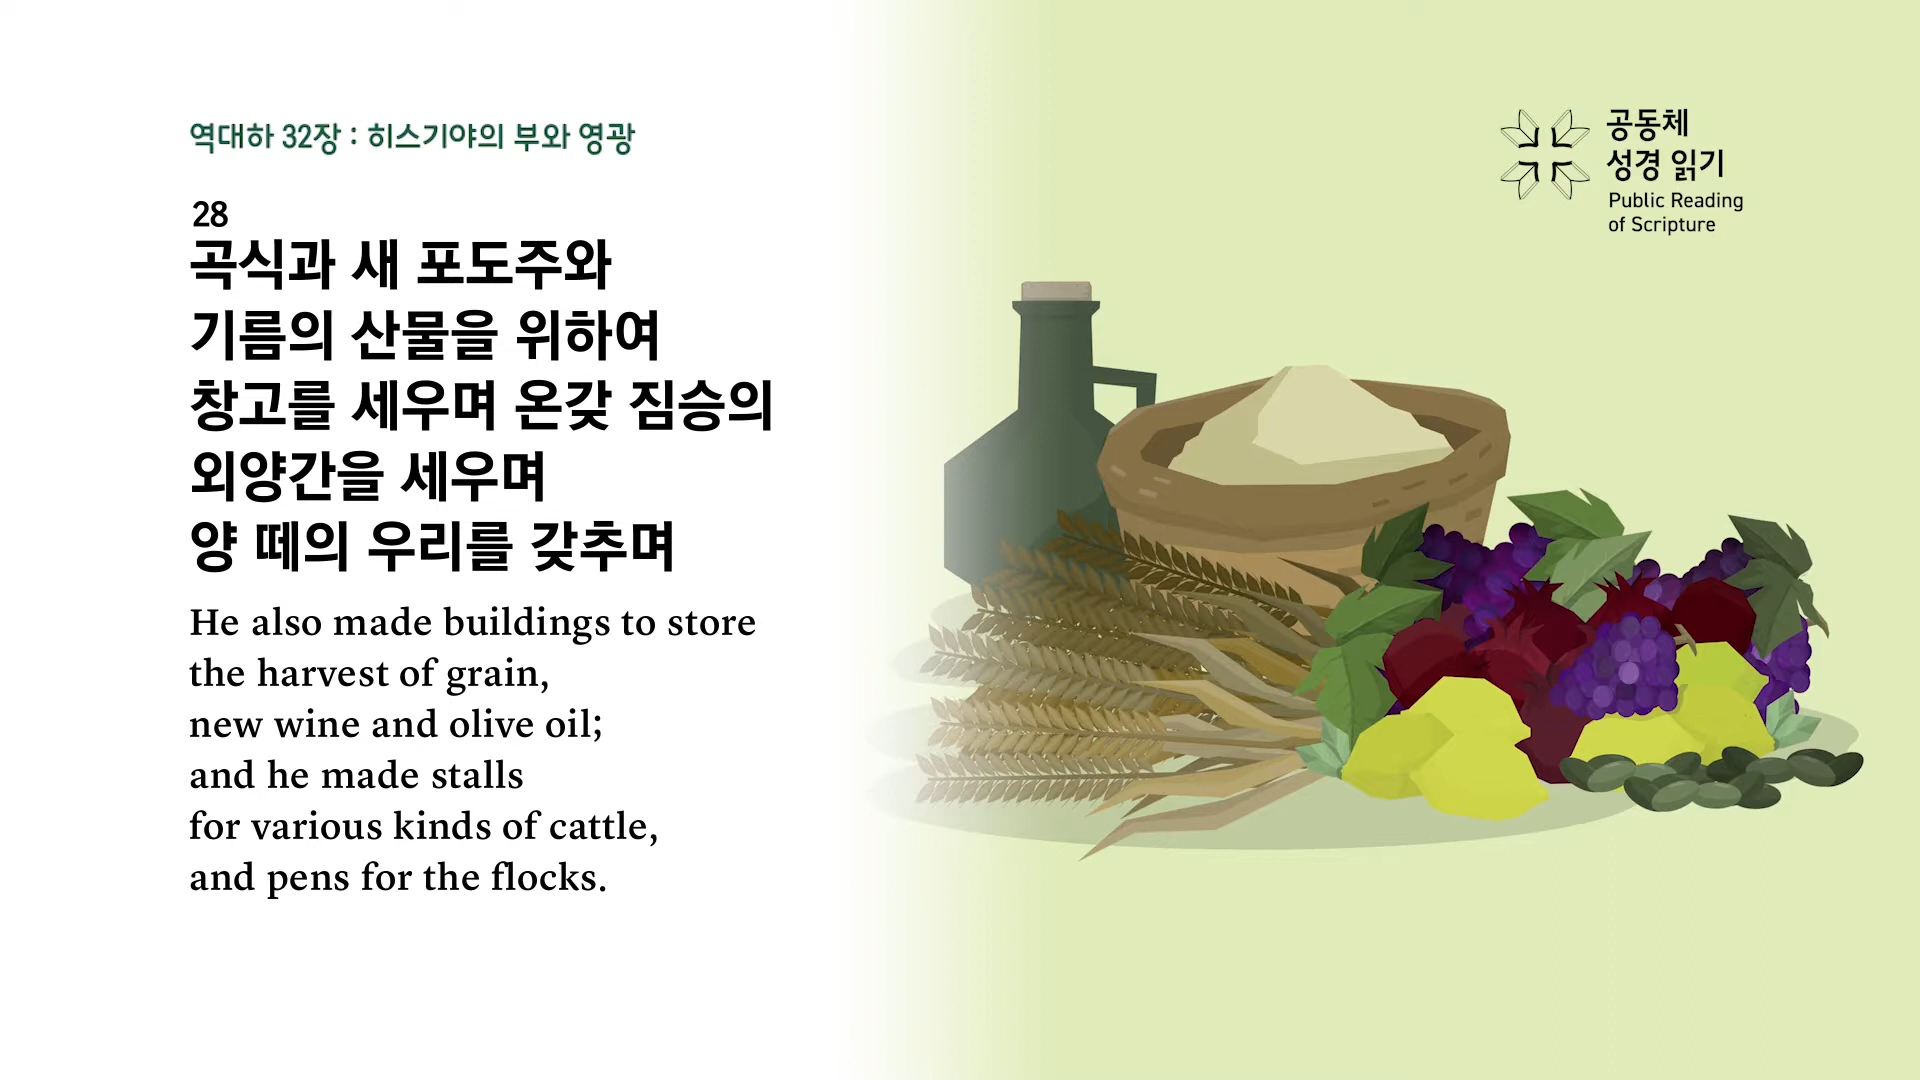 역대하 32장 : 히스기야의 부와 영광
28
곡식과 새 포도주와
기름의 산물을 위하여
창고를 세우며 온갖 짐승의
외양간을 세우며
양 떼의 우리를 갖추며
He also made buildings to store
the harvest of grain,
new wine and olive oil;
and he made stalls
for various kinds of cattle,
and pens for the flocks.
공동체
성경 읽기
Public Reading
of Scripture